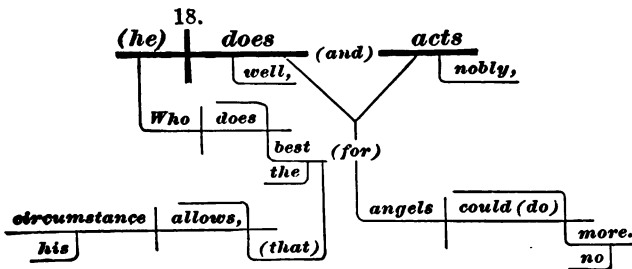 18.
(he) does (and) acts
well, nobly,
Who does
best (for)
the
circumstance allows, angels could (do)
his (that) more.
no